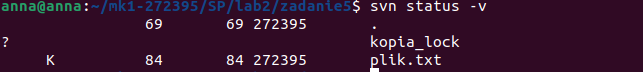 anna@anna:~/mk1-272395/SP/lab2/zadanie5$ svn status -v
69 69 272395 .
? kopia_lock
K 84 84 272395 plik.txt